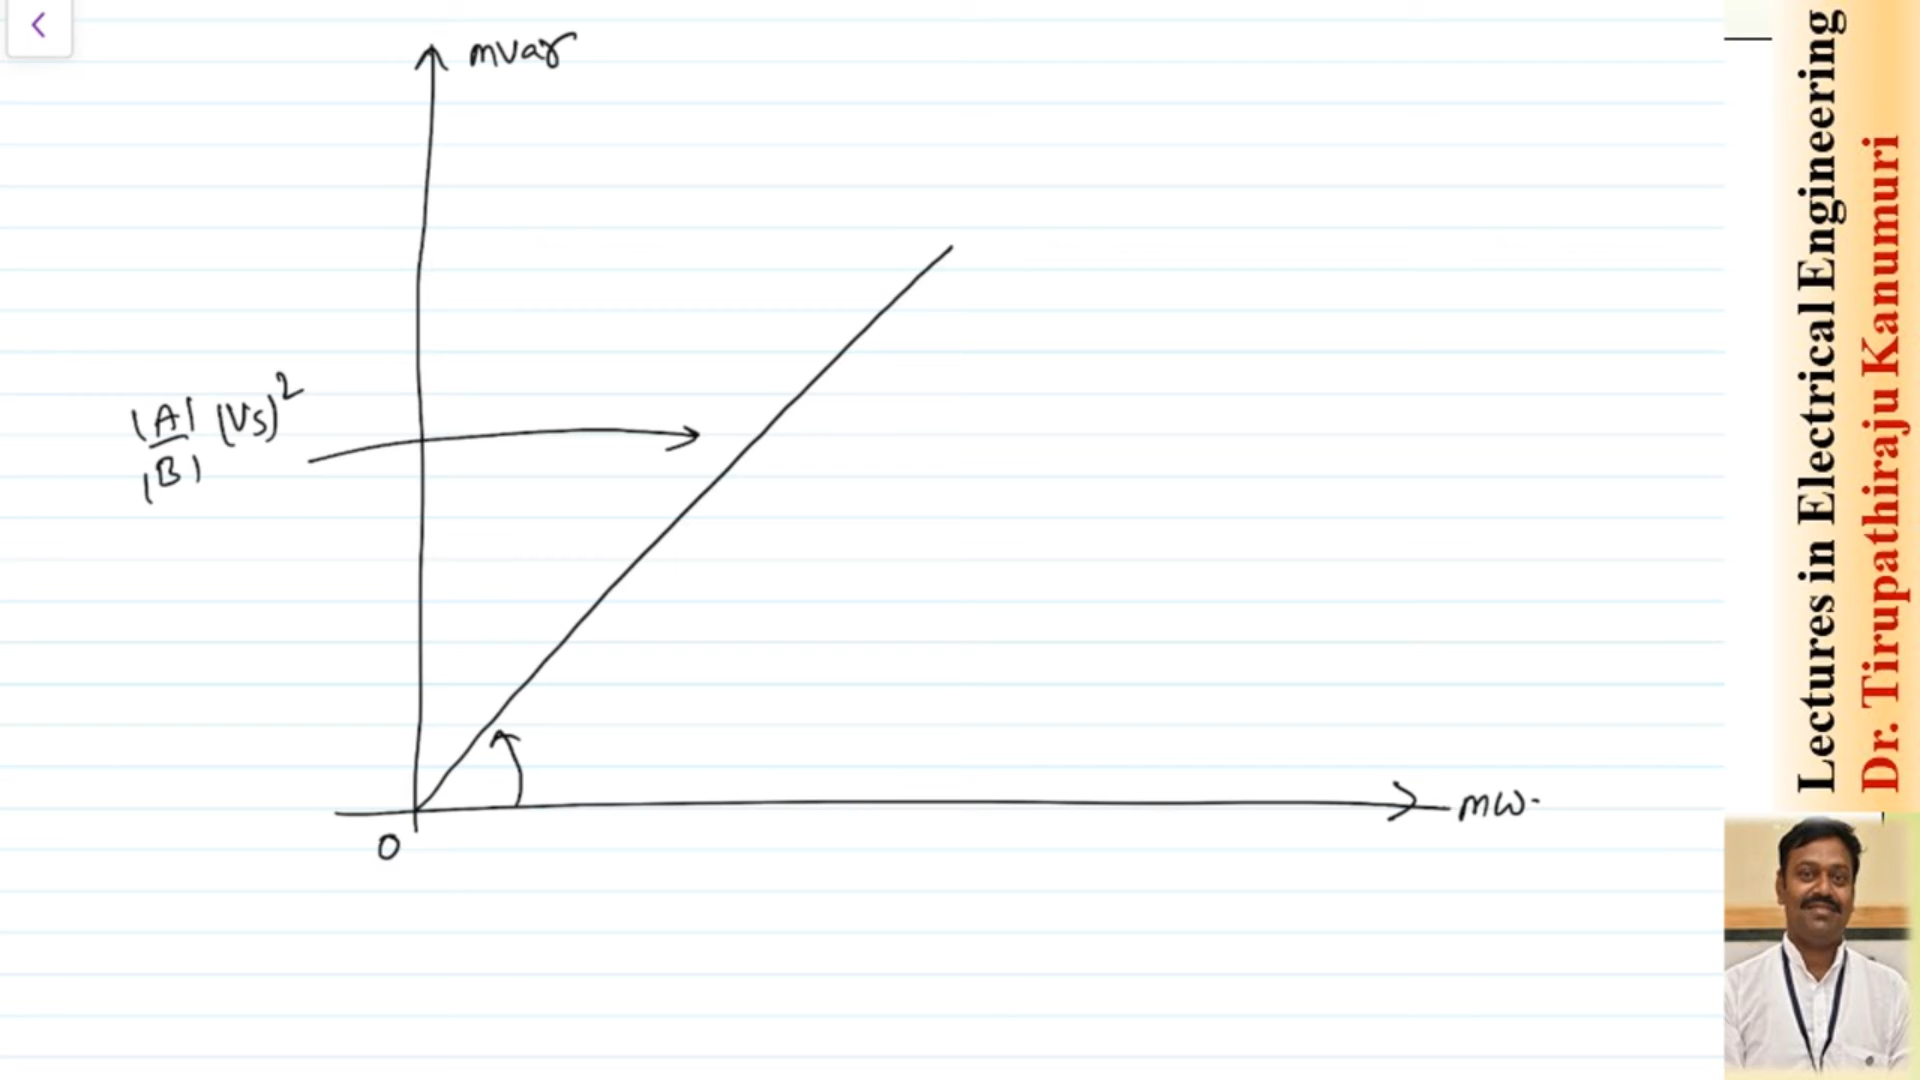 mvar
|A| (Vs)²
|B|
mw.
0
Lectures in Electrical Engineering
Dr. Tirupathiraju Kanumuri